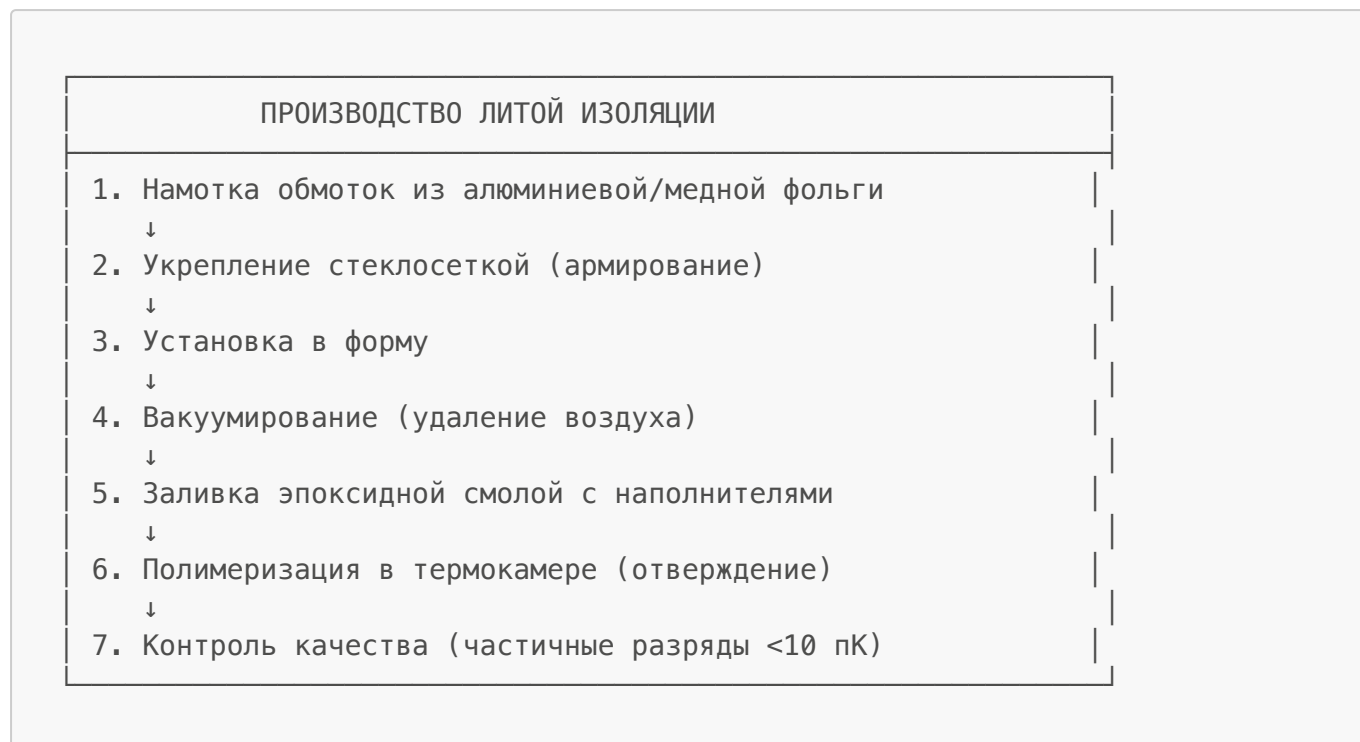 ПРОИЗВОДСТВО ЛИТОЙ ИЗОЛЯЦИИ
1. Намотка обмоток из алюминиевой/медной фольги
↓
2. Укрепление стеклосеткой (армирование)
↓
3. Установка в форму
↓
4. Вакуумирование (удаление воздуха)
↓
5. Заливка эпоксидной смолой с наполнителями
↓
6. Полимеризация в термокамере (отверждение)
↓
7. Контроль качества (частичные разряды <10 пК)